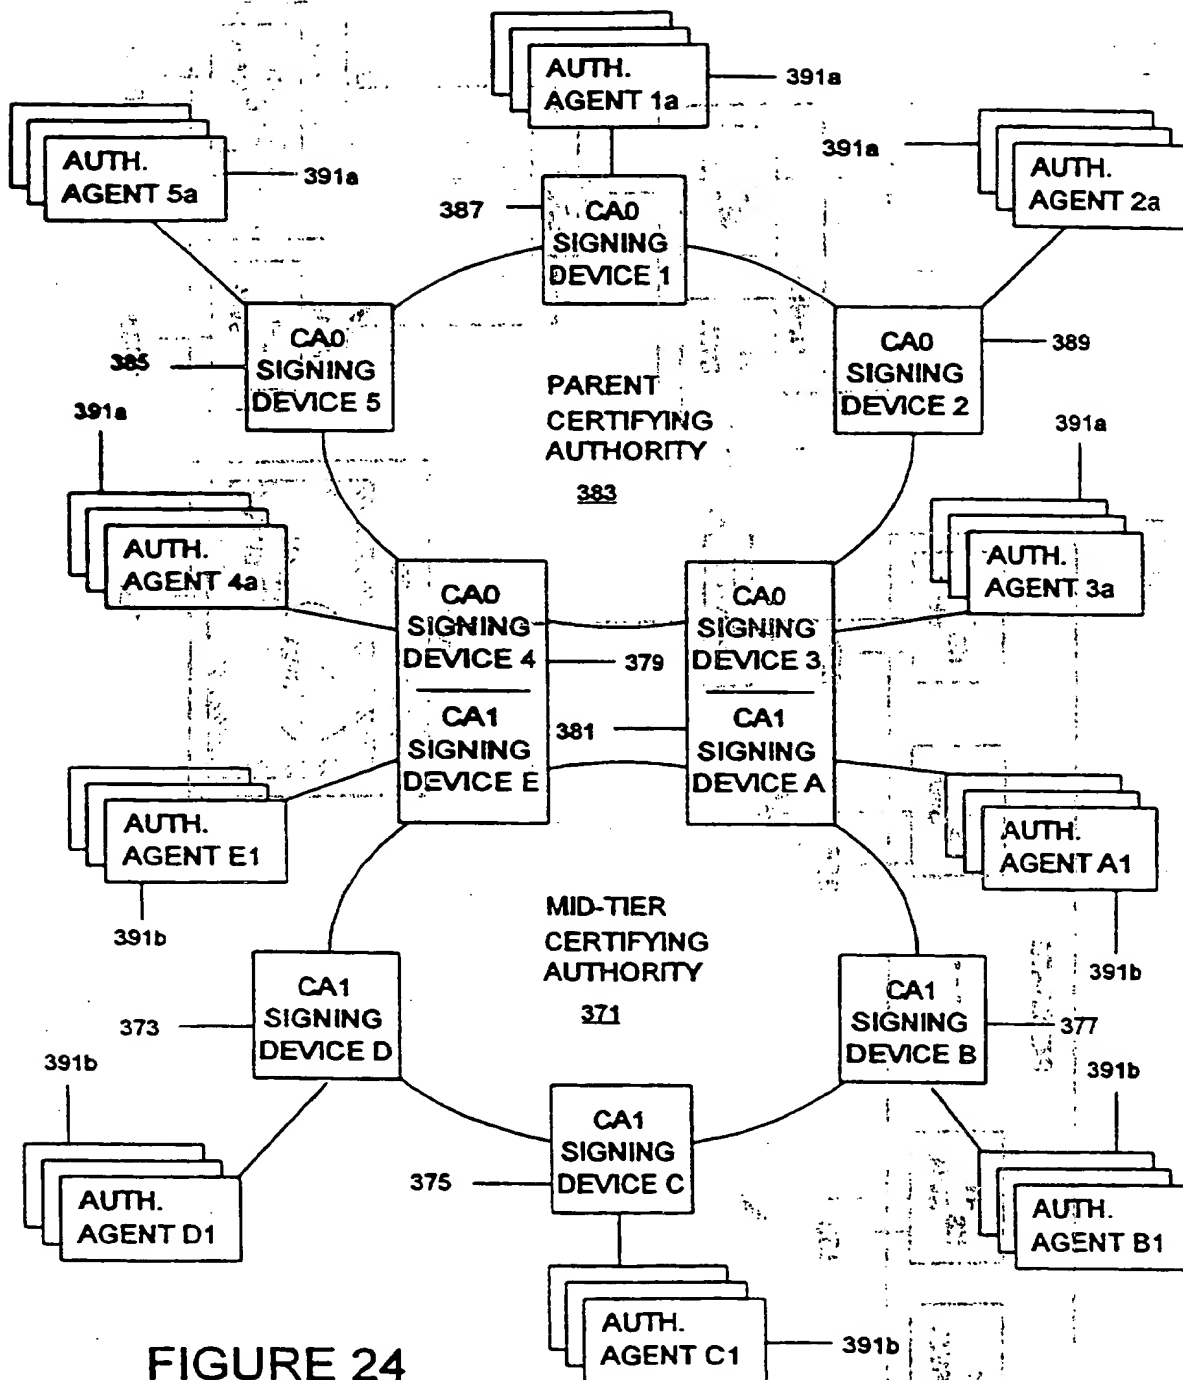 AUTH.
AGENT 1a
391a
AUTH.
AGENT 5a
391a
391a
AUTH.
AGENT 2a
387
CA0
SIGNING
DEVICE 1
385
CA0
SIGNING
DEVICE 5
CA0
SIGNING
DEVICE 2
389
PARENT
CERTIFYING
AUTHORITY
383
391a
AUTH.
AGENT 4a
391a
AUTH.
AGENT 3a
CA0
SIGNING
DEVICE 4
379
CA0
SIGNING
DEVICE 3
CA1
SIGNING
DEVICE E
381
CA1
SIGNING
DEVICE A
AUTH.
AGENT E1
391b
AUTH.
AGENT A1
391b
MID-TIER
CERTIFYING
AUTHORITY
371
373
CA1
SIGNING
DEVICE D
CA1
SIGNING
DEVICE B
377
391b
AUTH.
AGENT D1
375
CA1
SIGNING
DEVICE C
391b
AUTH.
AGENT B1
AUTH.
AGENT C1
391b
FIGURE 24